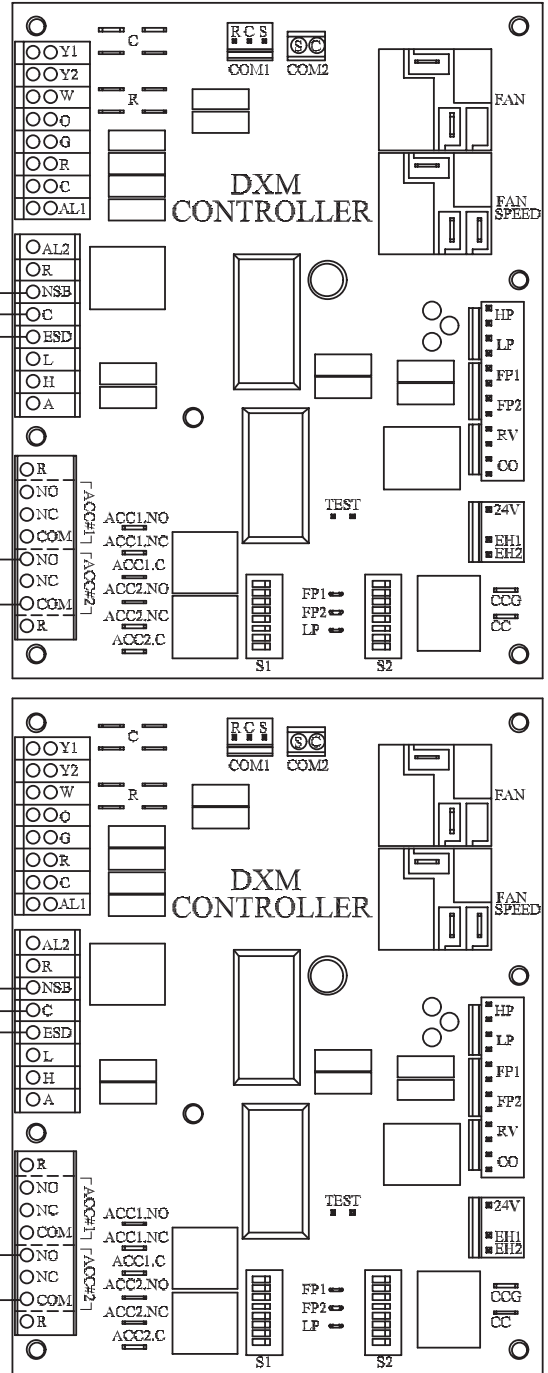 Y1
Y2
W
O
G
R
C
AL1
C
R
R C S
COM1
S C
COM2
FAN
FAN
SPEED
DXM
CONTROLLER
AL2
R
NSB
C
ESD
L
H
A
HP
LP
FP1
FP2
RV
CO
R
NO
NC
COM
NO
NC
COM
R
ACC#1
ACC#2
ACC1.NO
ACC1.NC
ACC1.C
ACC2.NO
ACC2.NC
ACC2.C
TEST
24V
EH1
EH2
FP1
FP2
LP
S1
S2
CCG
CC
Y1
Y2
W
O
G
R
C
AL1
C
R
R C S
COM1
S C
COM2
FAN
FAN
SPEED
DXM
CONTROLLER
AL2
R
NSB
C
ESD
L
H
A
HP
LP
FP1
FP2
RV
CO
R
NO
NC
COM
NO
NC
COM
R
ACC#1
ACC#2
ACC1.NO
ACC1.NC
ACC1.C
ACC2.NO
ACC2.NC
ACC2.C
TEST
24V
EH1
EH2
FP1
FP2
LP
S1
S2
CCG
CC